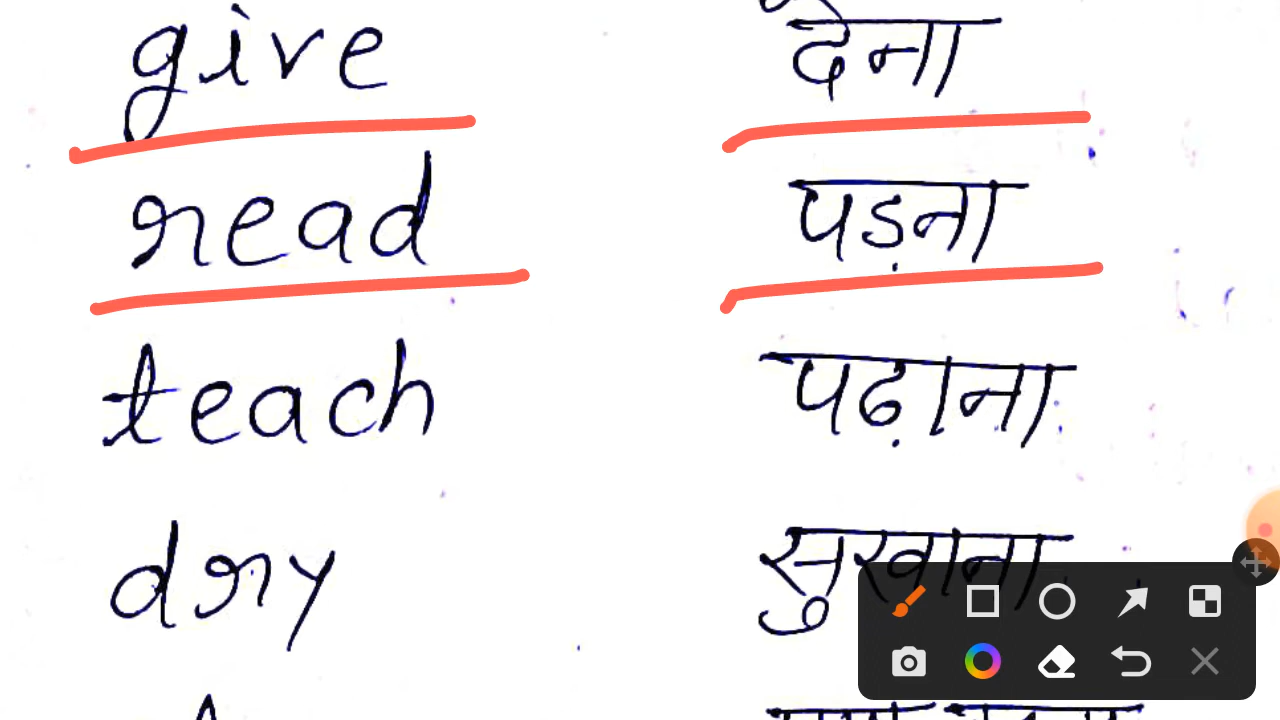 give देना
read पड़ना
teach पढ़ाना
dry सुखाना